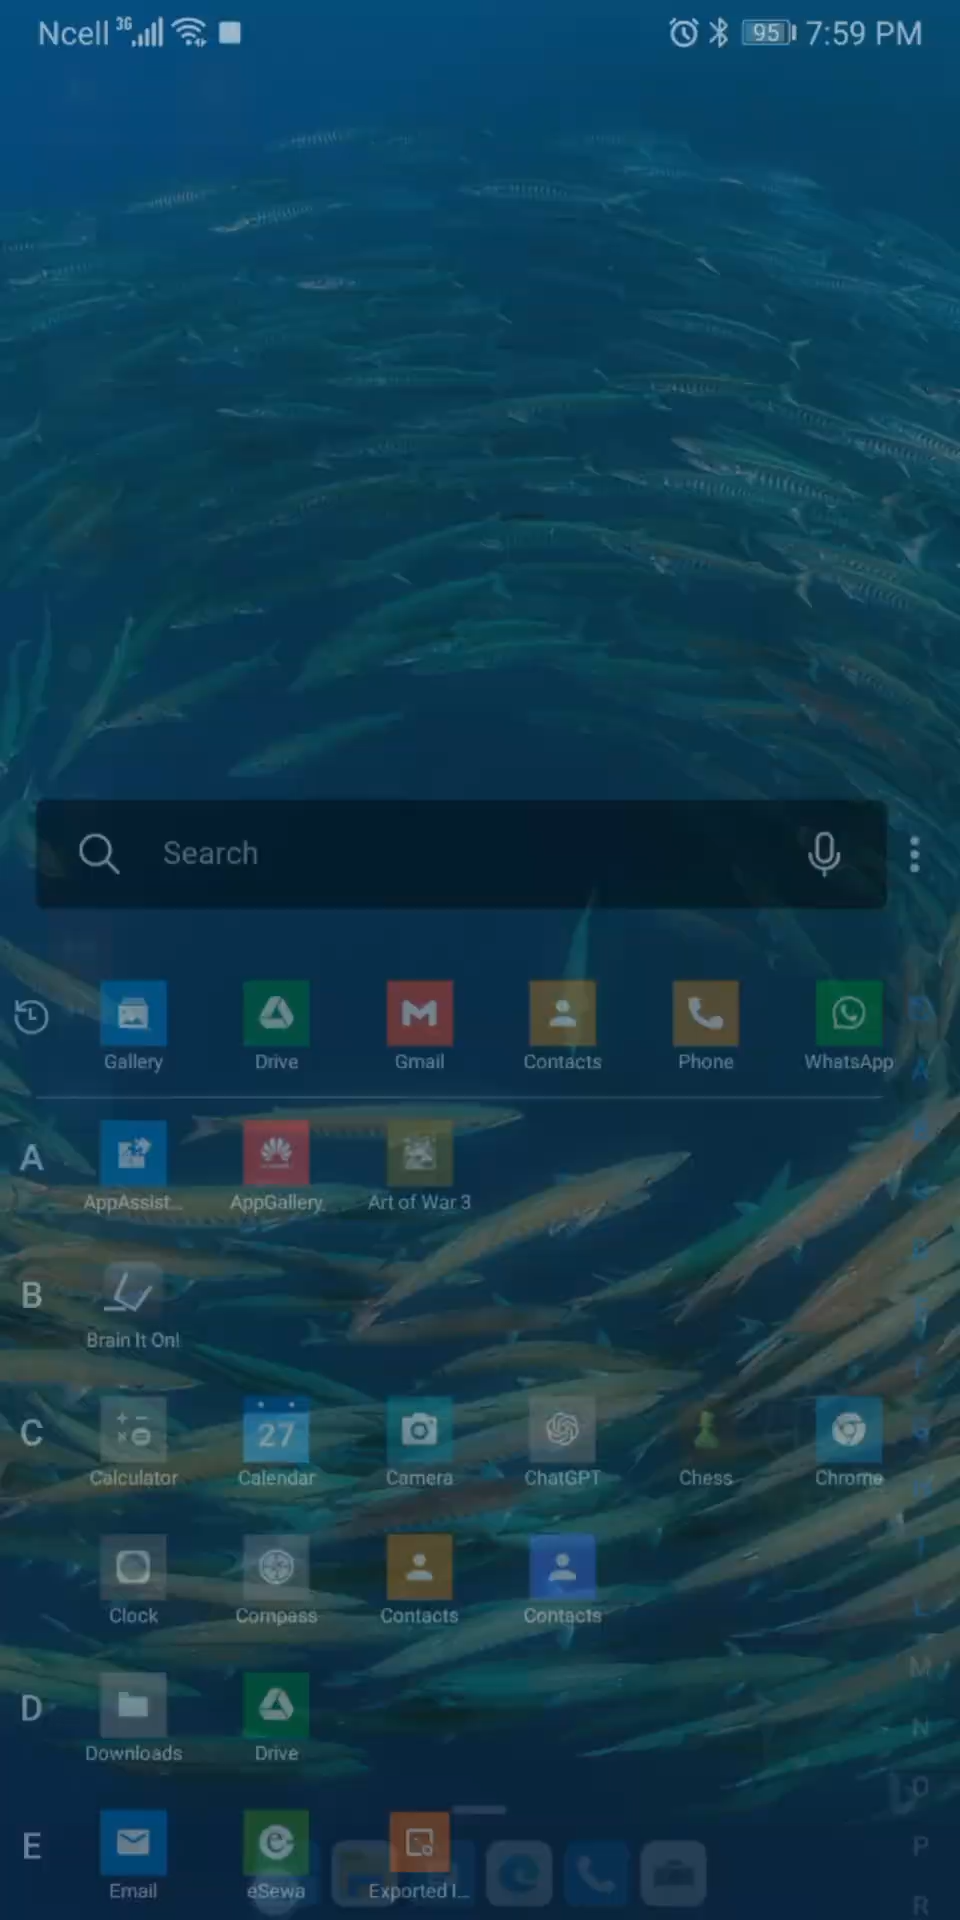 Ncell 3G 95 7:59 PM
Search
Gallery Drive Gmail Contacts Phone WhatsApp
A
AppAssist... AppGallery Art of War 3
B
Brain It On!
C 27
Calculator Calendar Camera ChatGPT Chess Chrome
Clock Compass Contacts Contacts
D
Downloads Drive
E
Email eSewa Exported I...
A
L
M
N
O
P
R